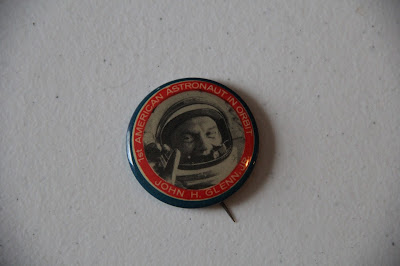 1st AMERICAN ASTRONAUT IN ORBIT
JOHN H. GLENN, JR.